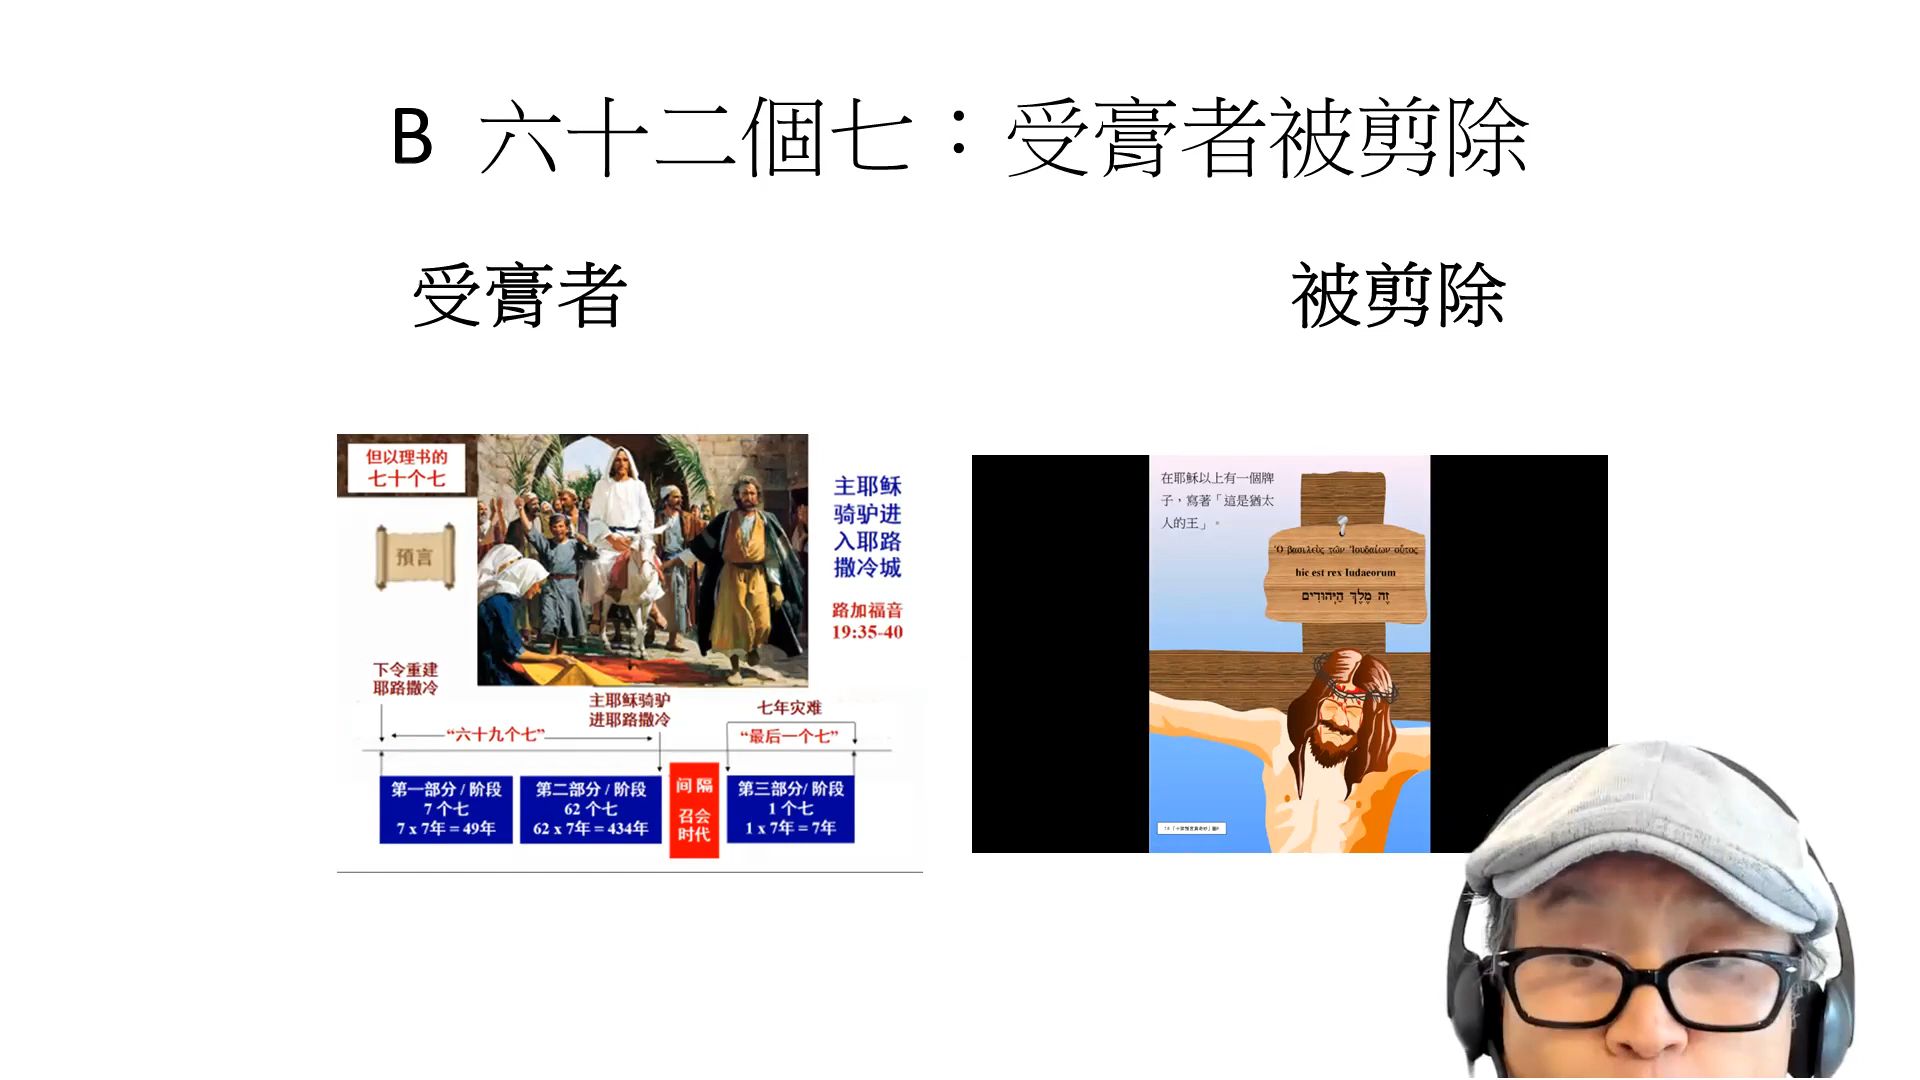 B 六十二個七：受膏者被剪除
受膏者
被剪除
但以理书的
七十个七
預言
主耶稣
骑驴进
入耶路
撒冷城
路加福音
19:35-40
下令重建
耶路撒冷
主耶稣骑驴
进耶路撒冷
七年灾难
“六十九个七”
“最后一个七”
第一部分 / 阶段
7 个七
7 x 7年 = 49年
第二部分 / 阶段
62 个七
62 x 7年 = 434年
间 隔
召会
时代
第三部分/ 阶段
1 个七
1 x 7年 = 7年
在耶穌以上有一個牌
子，寫著「這是猶太
人的王」。
Ὁ βασιλεὺς τῶν Ἰουδαίων οὗτος
hic est rex Iudaeorum
זֶה מֶלֶךְ הַיְּהוּדִים